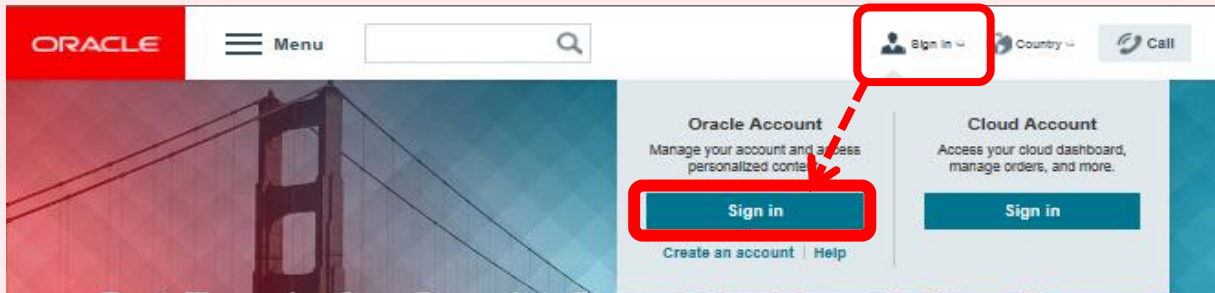 ORACLE
Menu
Sign In
Country
Call
Oracle Account
Manage your account and access
personalized
Sign in
Create an account | Help
Cloud Account
Access your cloud dashboard,
manage orders, and more.
Sign in